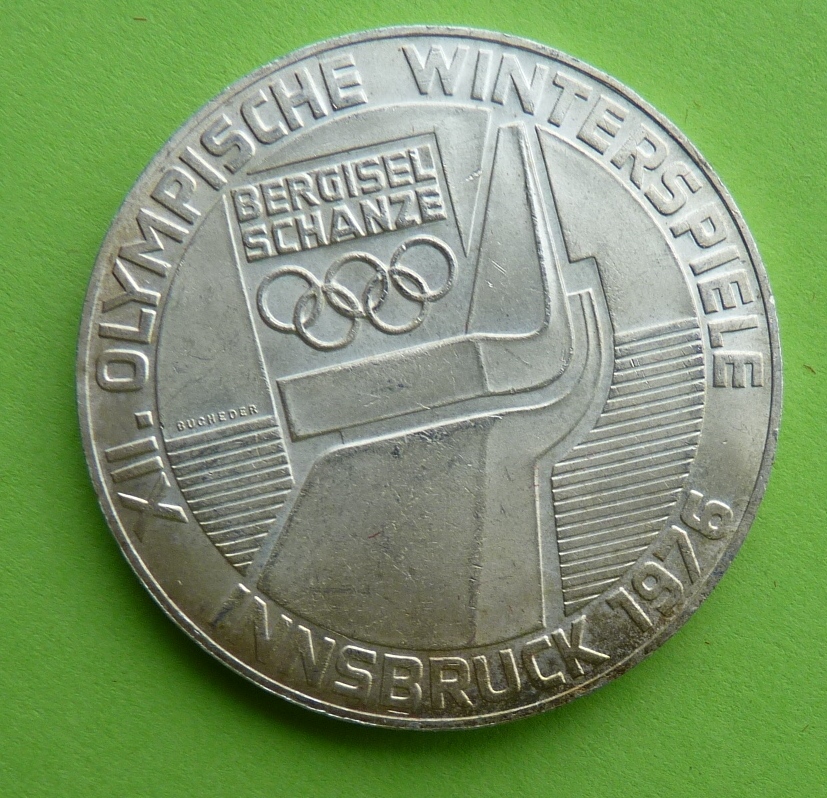 XII. OLYMPISCHE WINTERSPIELE
BERGISEL
SCHANZE
BUCHEDER
INNSBRUCK 1976